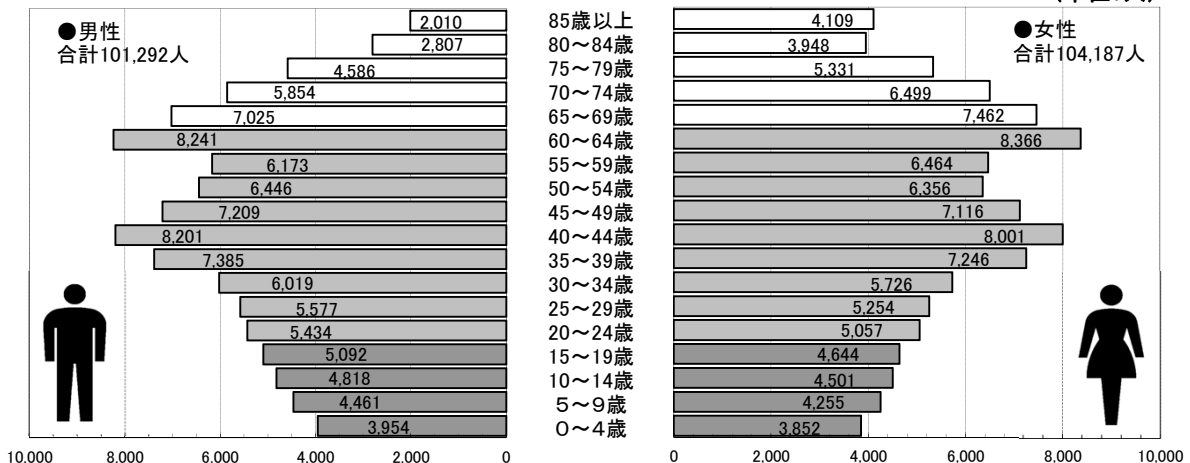 ●男性
合計101,292人
●女性
合計104,187人
2,010 85歳以上 4,109
2,807 80～84歳 3,948
4,586 75～79歳 5,331
5,854 70～74歳 6,499
7,025 65～69歳 7,462
8,241 60～64歳 8,366
6,173 55～59歳 6,464
6,446 50～54歳 6,356
7,209 45～49歳 7,116
8,201 40～44歳 8,001
7,385 35～39歳 7,246
6,019 30～34歳 5,726
5,577 25～29歳 5,254
5,434 20～24歳 5,057
5,092 15～19歳 4,644
4,818 10～14歳 4,501
4,461 5～9歳 4,255
3,954 0～4歳 3,852
10,000 8,000 6,000 4,000 2,000 0 0 2,000 4,000 6,000 8,000 10,000